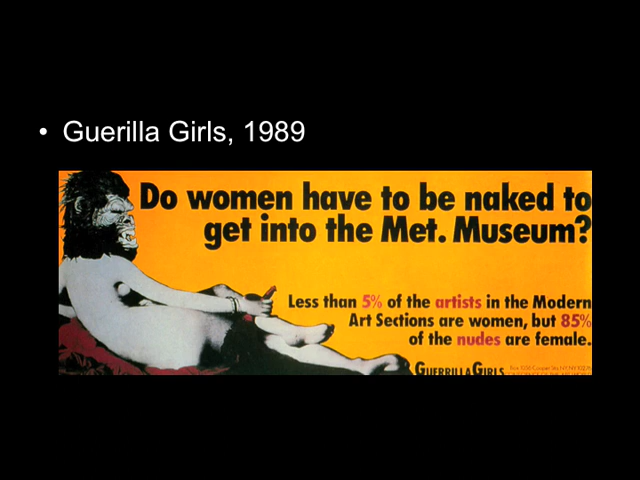 • Guerilla Girls, 1989
Do women have to be naked to
get into the Met. Museum?
Less than 5% of the artists in the Modern
Art Sections are women, but 85%
of the nudes are female.
GUERRILLA GIRLS